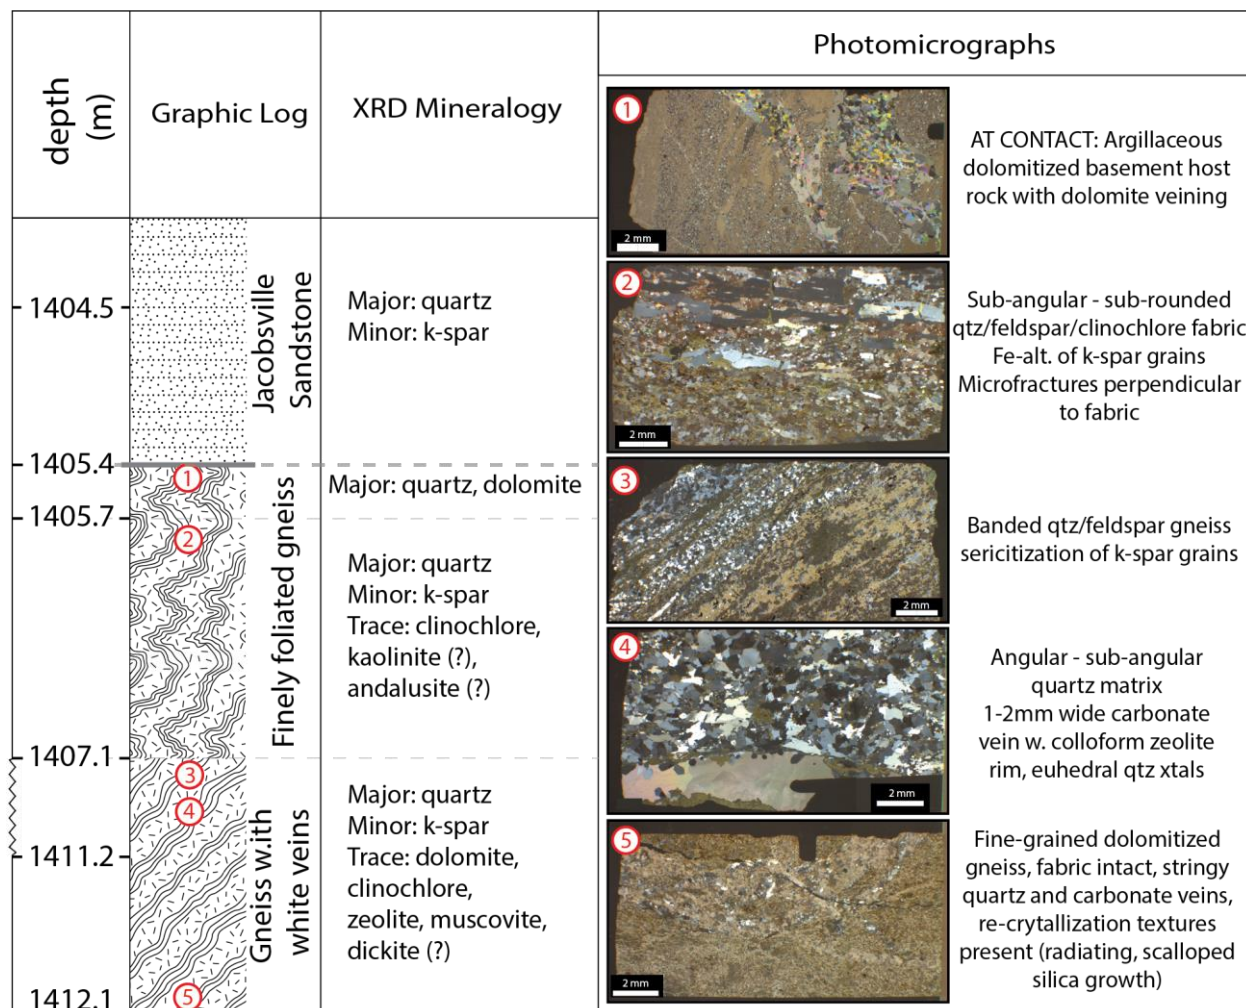 depth
(m)
Graphic Log
XRD Mineralogy
Photomicrographs
1404.5
1405.4
1405.7
1407.1
1411.2
1412.1
Jacobsville
Sandstone
Finely foliated gneiss
Gneiss w.ith
white veins
1
2
3
4
5
Major: quartz
Minor: k-spar
Major: quartz, dolomite
Major: quartz
Minor: k-spar
Trace: clinochlore,
kaolinite (?),
andalusite (?)
Major: quartz
Minor: k-spar
Trace: dolomite,
clinochlore,
zeolite, muscovite,
dickite (?)
1
2 mm
AT CONTACT: Argillaceous
dolomitized basement host
rock with dolomite veining
2
2 mm
Sub-angular - sub-rounded
qtz/feldspar/clinochlore fabric
Fe-alt. of k-spar grains
Microfractures perpendicular
to fabric
3
2 mm
Banded qtz/feldspar gneiss
sericitization of k-spar grains
4
2 mm
Angular - sub-angular
quartz matrix
1-2mm wide carbonate
vein w. colloform zeolite
rim, euhedral qtz xtals
5
2 mm
Fine-grained dolomitized
gneiss, fabric intact, stringy
quartz and carbonate veins,
re-crytallization textures
present (radiating, scalloped
silica growth)